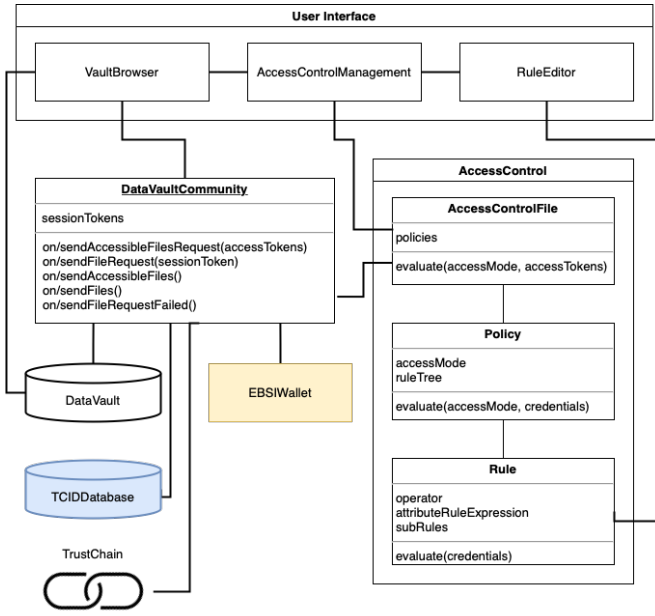 User Interface
VaultBrowser
AccessControlManagement
RuleEditor
DataVaultCommunity
sessionTokens
on/sendAccessibleFilesRequest(accessTokens)
on/sendFileRequest(sessionToken)
on/sendAccessibleFiles()
on/sendFiles()
on/sendFileRequestFailed()
AccessControl
AccessControlFile
policies
evaluate(accessMode, accessTokens)
Policy
accessMode
ruleTree
evaluate(accessMode, credentials)
Rule
operator
attributeRuleExpression
subRules
evaluate(credentials)
DataVault
EBSIWallet
TCIDDatabase
TrustChain